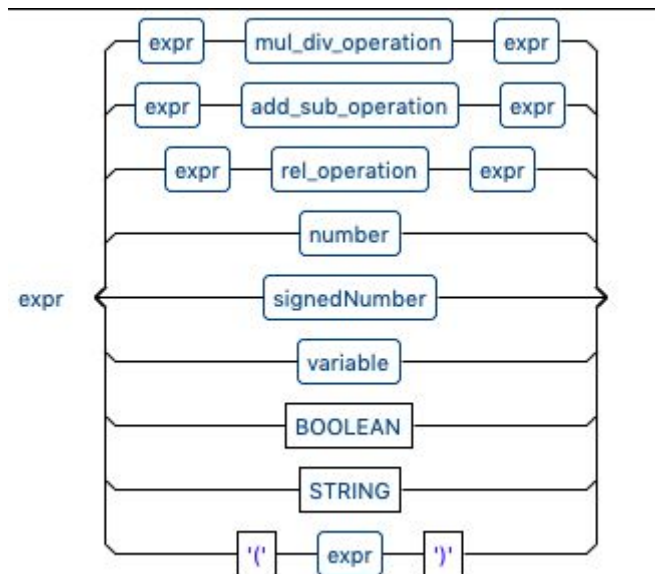 expr mul_div_operation expr
expr add_sub_operation expr
expr rel_operation expr
number
expr signedNumber
variable
BOOLEAN
STRING
'(' expr ')'